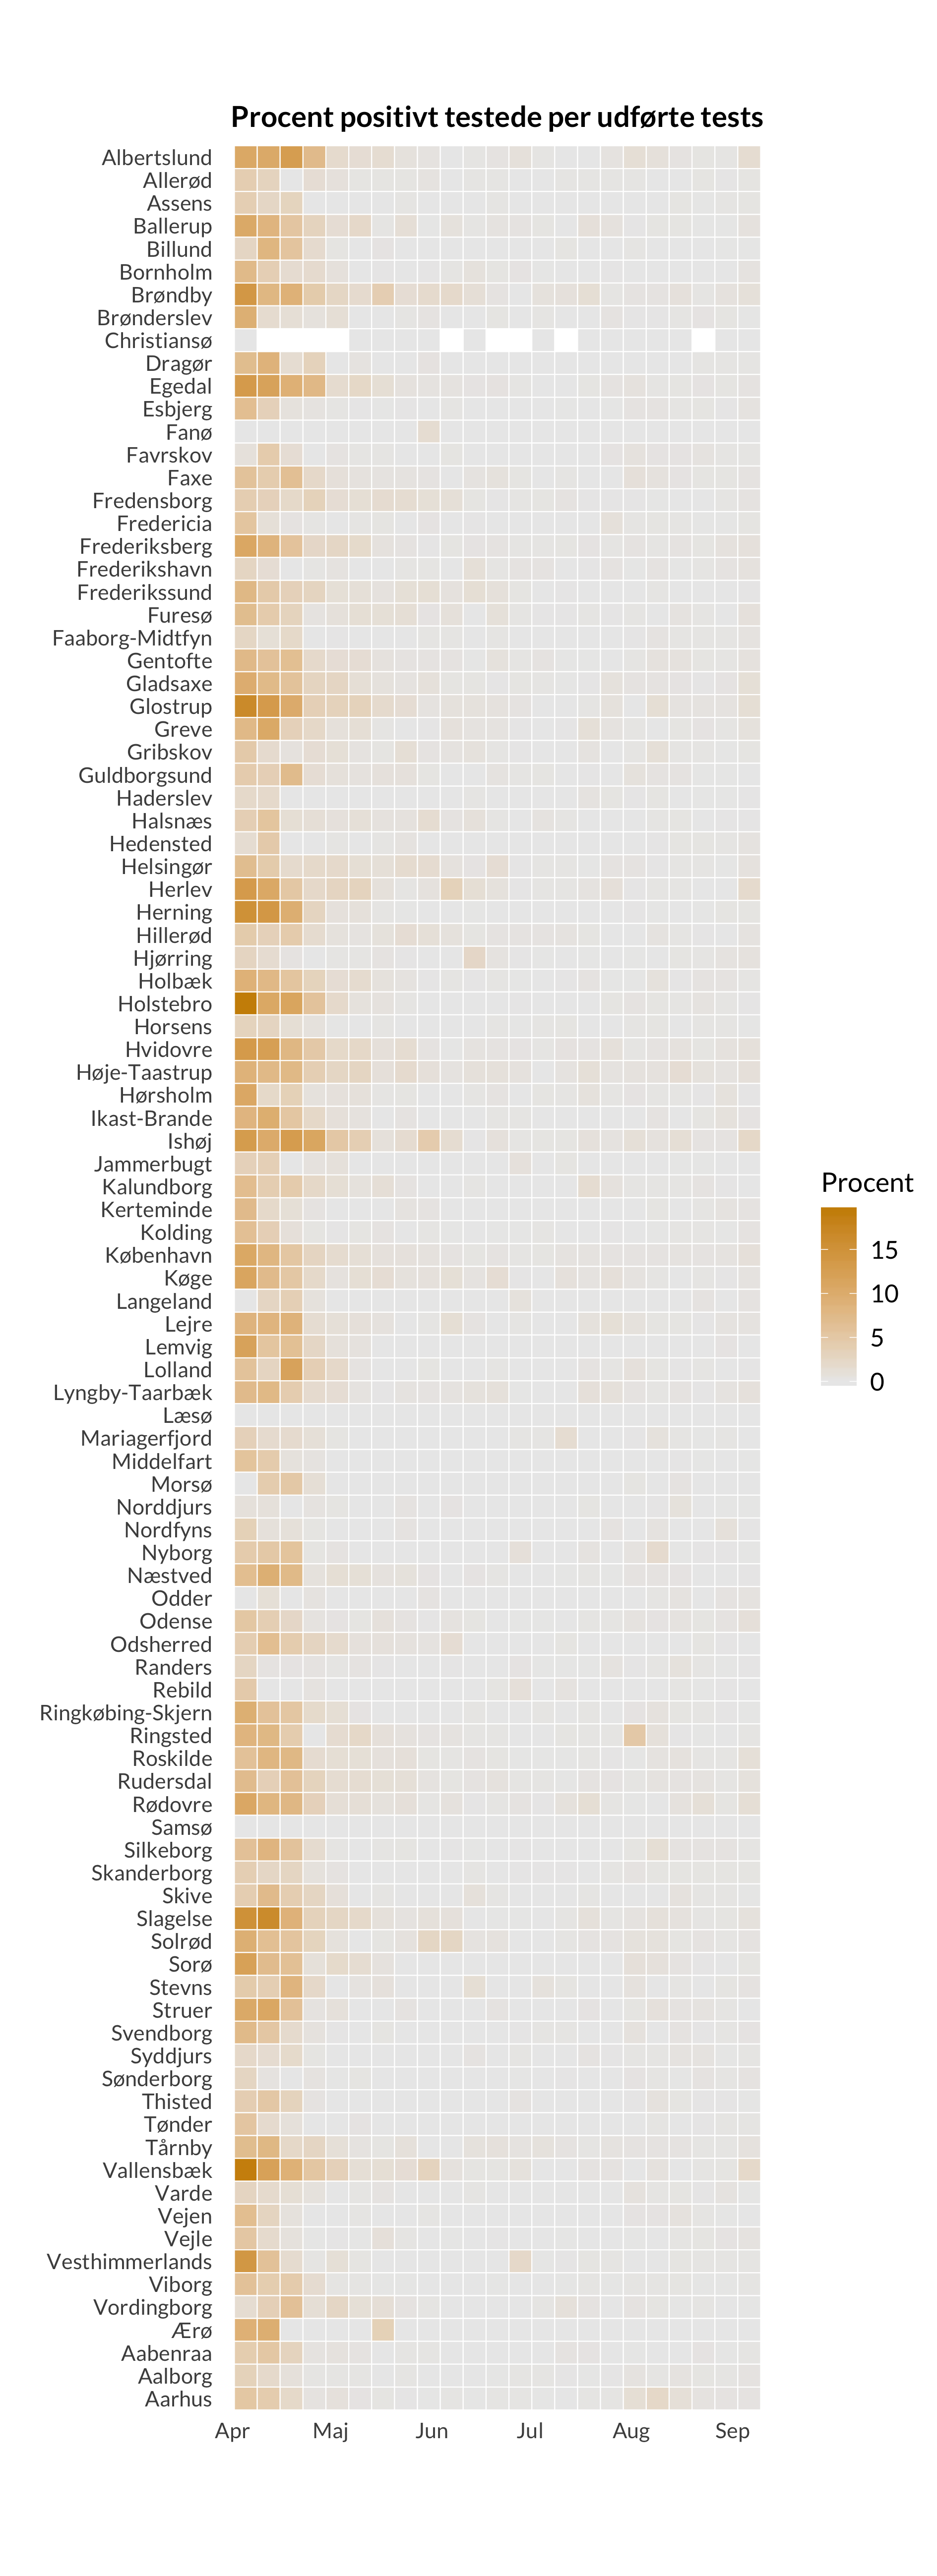 Procent positivt testede per udførte tests
Albertslund
Allerød
Assens
Ballerup
Billund
Bornholm
Brøndby
Brønderslev
Christiansø
Dragør
Egedal
Esbjerg
Fanø
Favrskov
Faxe
Fredensborg
Fredericia
Frederiksberg
Frederikshavn
Frederikssund
Furesø
Faaborg-Midtfyn
Gentofte
Gladsaxe
Glostrup
Greve
Gribskov
Guldborgsund
Haderslev
Halsnæs
Hedensted
Helsingør
Herlev
Herning
Hillerød
Hjørring
Holbæk
Holstebro
Horsens
Hvidovre
Høje-Taastrup
Hørsholm
Ikast-Brande
Ishøj
Jammerbugt
Kalundborg
Kerteminde
Kolding
København
Køge
Langeland
Lejre
Lemvig
Lolland
Lyngby-Taarbæk
Læsø
Mariagerfjord
Middelfart
Morsø
Norddjurs
Nordfyns
Nyborg
Næstved
Odder
Odense
Odsherred
Randers
Rebild
Ringkøbing-Skjern
Ringsted
Roskilde
Rudersdal
Rødovre
Samsø
Silkeborg
Skanderborg
Skive
Slagelse
Solrød
Sorø
Stevns
Struer
Svendborg
Syddjurs
Sønderborg
Thisted
Tønder
Tårnby
Vallensbæk
Varde
Vejen
Vejle
Vesthimmerlands
Viborg
Vordingborg
Ærø
Aabenraa
Aalborg
Aarhus
Apr Maj Jun Jul Aug Sep
Procent
15
10
5
0